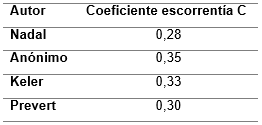 Autor Coeficiente escorrentía C
Nadal 0,28
Anónimo 0,35
Keler 0,33
Prevert 0,30